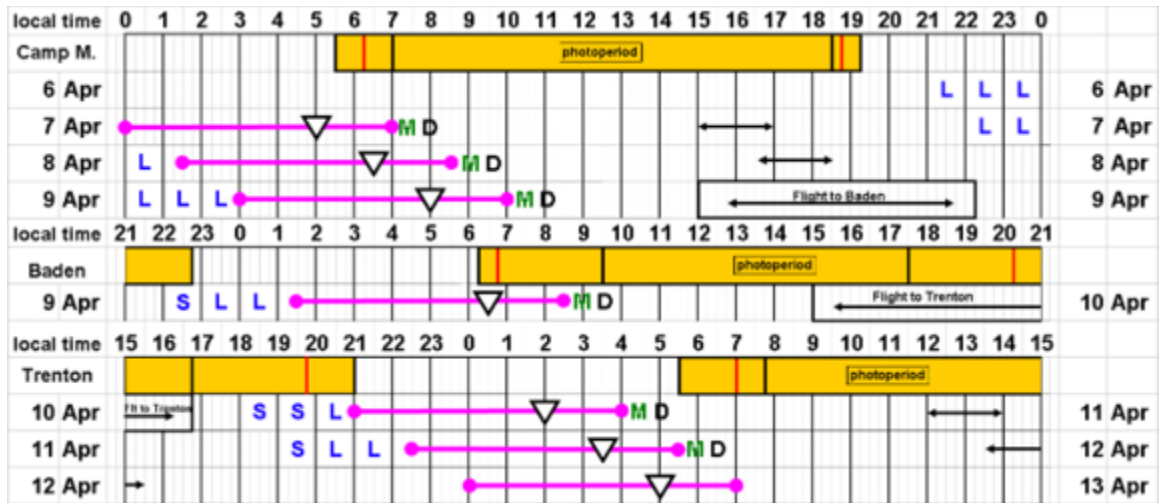 local time 0 1 2 3 4 5 6 7 8 9 10 11 12 13 14 15 16 17 18 19 20 21 22 23 0
Camp M. photoperiod
6 Apr L L L 6 Apr
7 Apr M D L L 7 Apr
8 Apr L M D 8 Apr
9 Apr L L L M D Flight to Baden 9 Apr
local time 21 22 23 0 1 2 3 4 5 6 7 8 9 10 11 12 13 14 15 16 17 18 19 20 21
Baden photoperiod
9 Apr S L L M D Flight to Trenton 10 Apr
local time 15 16 17 18 19 20 21 22 23 0 1 2 3 4 5 6 7 8 9 10 11 12 13 14 15
Trenton photoperiod
10 Apr Flt to Trenton S S L M D 11 Apr
11 Apr S L L M D 12 Apr
12 Apr 13 Apr